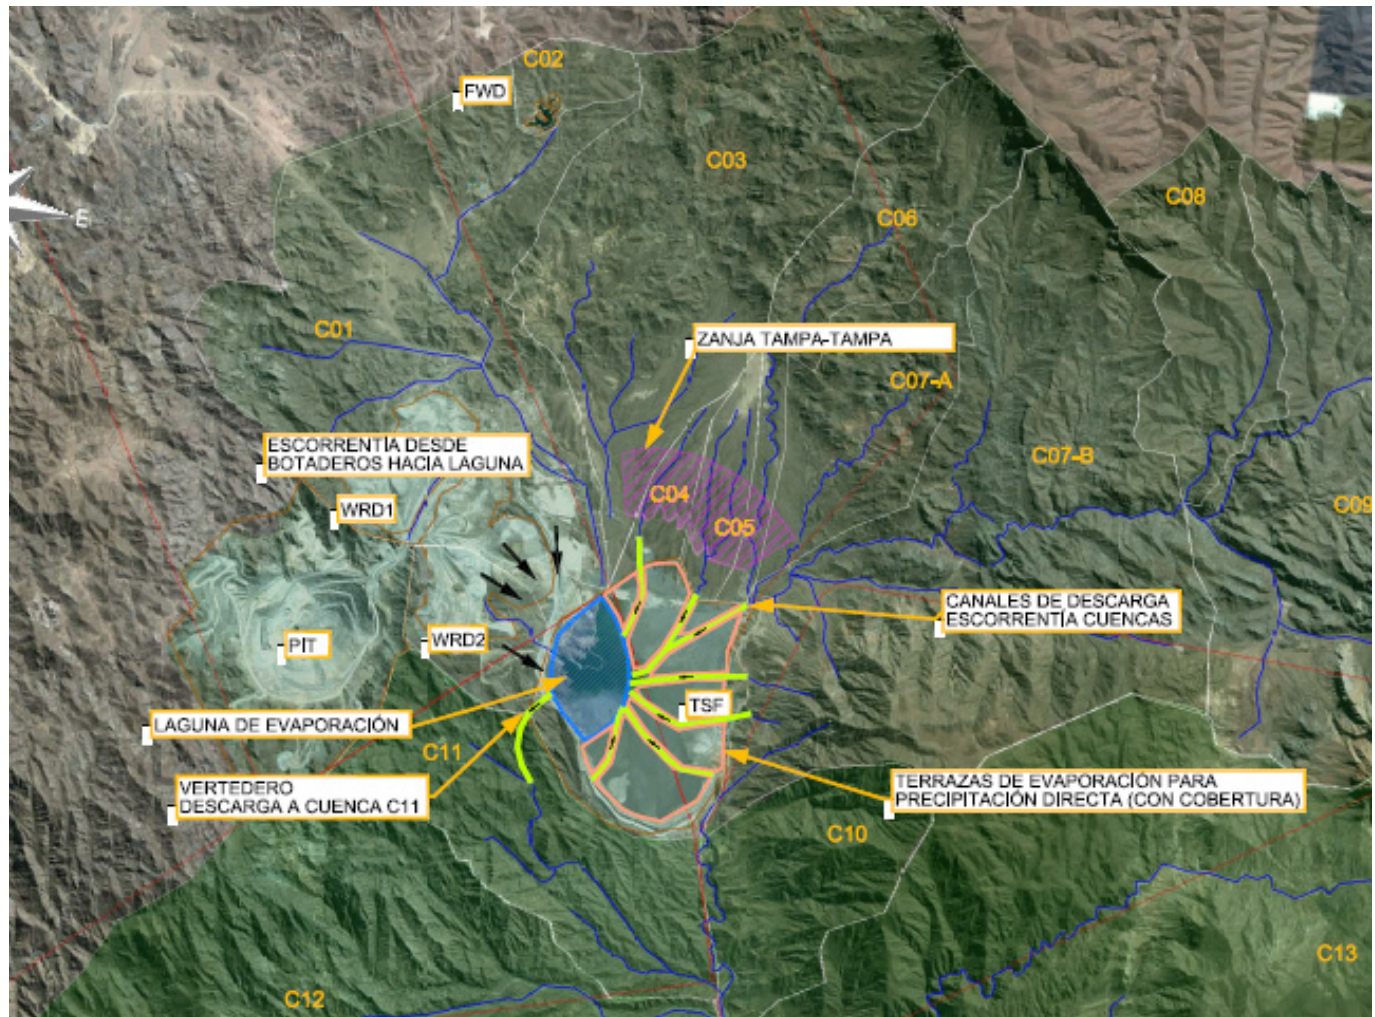 C02
FWD
C03
C08
C06
E
C01
ZANJA TAMPA-TAMPA
C07-A
ESCORRENTÍA DESDE
BOTADEROS HACIA LAGUNA
C07-B
C04
WRD1
C09
C05
CANALES DE DESCARGA
ESCORRENTÍA CUENCAS
WRD2
PIT
TSF
LAGUNA DE EVAPORACIÓN
C11
VERTEDERO
DESCARGA A CUENCA C11
TERRAZAS DE EVAPORACIÓN PARA
PRECIPITACIÓN DIRECTA (CON COBERTURA)
C10
C13
C12